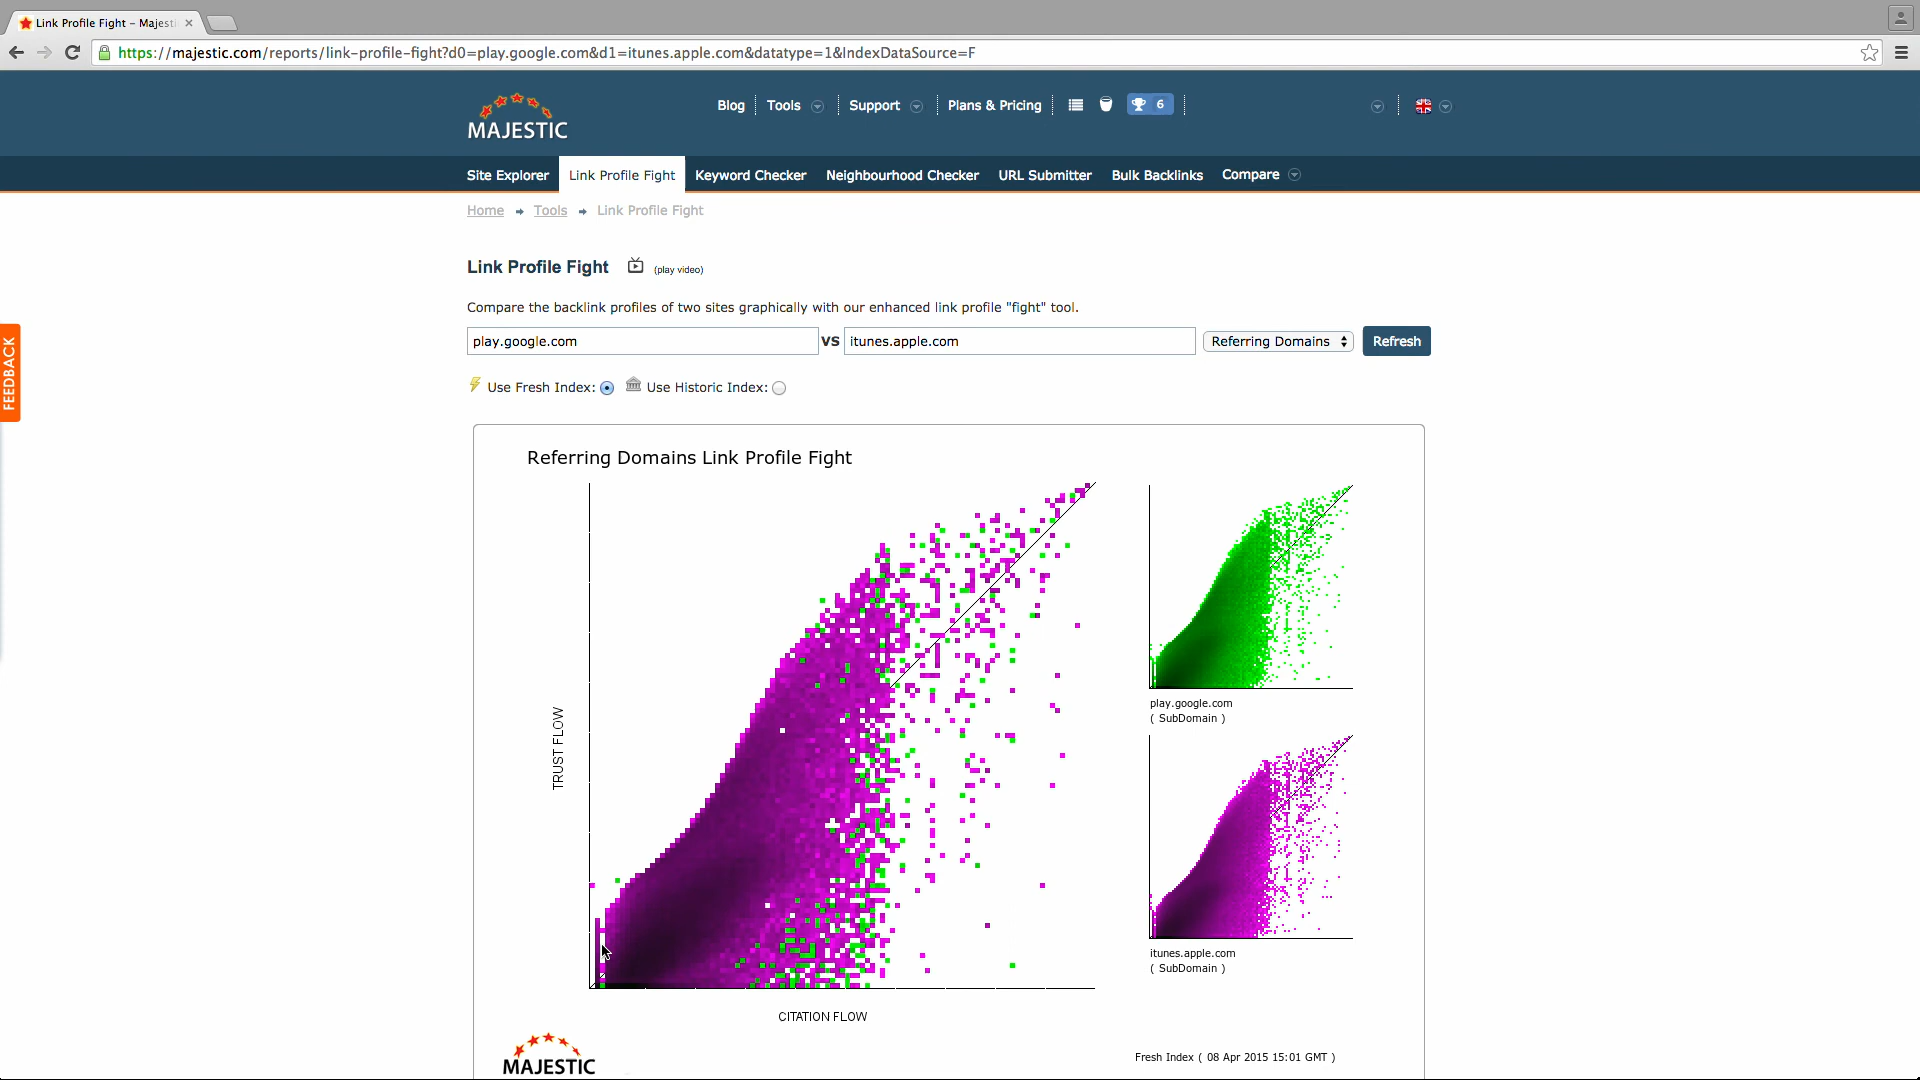 Link Profile Fight – Majesti
https://majestic.com/reports/link-profile-fight?d0=play.google.com&d1=itunes.apple.com&datatype=1&IndexDataSource=F
MAJESTIC
Blog
Tools
Support
Plans & Pricing
6
Site Explorer
Link Profile Fight
Keyword Checker
Neighbourhood Checker
URL Submitter
Bulk Backlinks
Compare
Home
Tools
Link Profile Fight
Link Profile Fight
(play video)
Compare the backlink profiles of two sites graphically with our enhanced link profile "fight" tool.
play.google.com
VS
itunes.apple.com
Referring Domains
Refresh
FEEDBACK
Use Fresh Index:
Use Historic Index:
Referring Domains Link Profile Fight
TRUST FLOW
CITATION FLOW
play.google.com
( SubDomain )
itunes.apple.com
( SubDomain )
MAJESTIC
Fresh Index ( 08 Apr 2015 15:01 GMT )